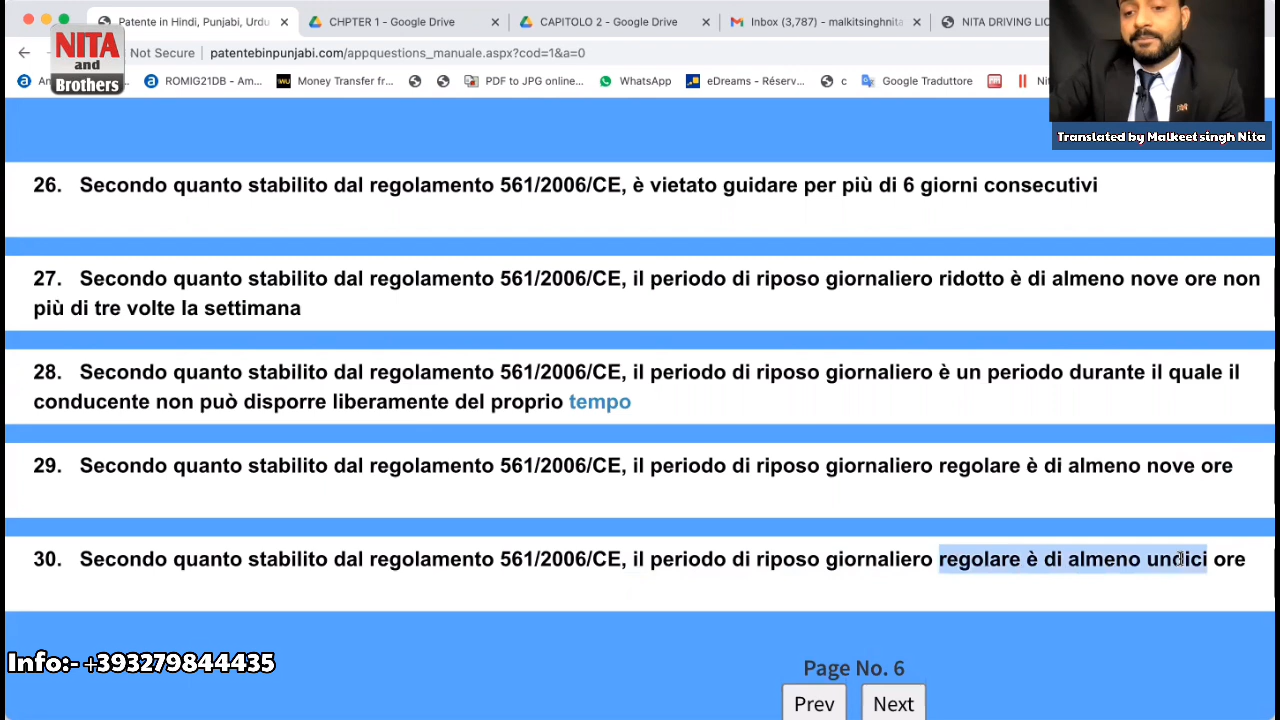 Patente in Hindi, Punjabi, Urdu
CHPTER 1 - Google Drive
CAPITOLO 2 - Google Drive
Inbox (3,787) - malkitsinghnita
NITA DRIVING LIC
NITA
and
Brothers
Not Secure
patentebinpunjabi.com/appquestions_manuale.aspx?cod=1&a=0
ROMIG21DB - Am...
Money Transfer fr...
PDF to JPG online...
WhatsApp
eDreams - Réserv...
c
Google Traduttore
Translated by Malkeet singh Nita
26. Secondo quanto stabilito dal regolamento 561/2006/CE, è vietato guidare per più di 6 giorni consecutivi
27. Secondo quanto stabilito dal regolamento 561/2006/CE, il periodo di riposo giornaliero ridotto è di almeno nove ore non
più di tre volte la settimana
28. Secondo quanto stabilito dal regolamento 561/2006/CE, il periodo di riposo giornaliero è un periodo durante il quale il
conducente non può disporre liberamente del proprio tempo
29. Secondo quanto stabilito dal regolamento 561/2006/CE, il periodo di riposo giornaliero regolare è di almeno nove ore
30. Secondo quanto stabilito dal regolamento 561/2006/CE, il periodo di riposo giornaliero regolare è di almeno undici ore
Info:- +393279844435
Page No. 6
Prev
Next